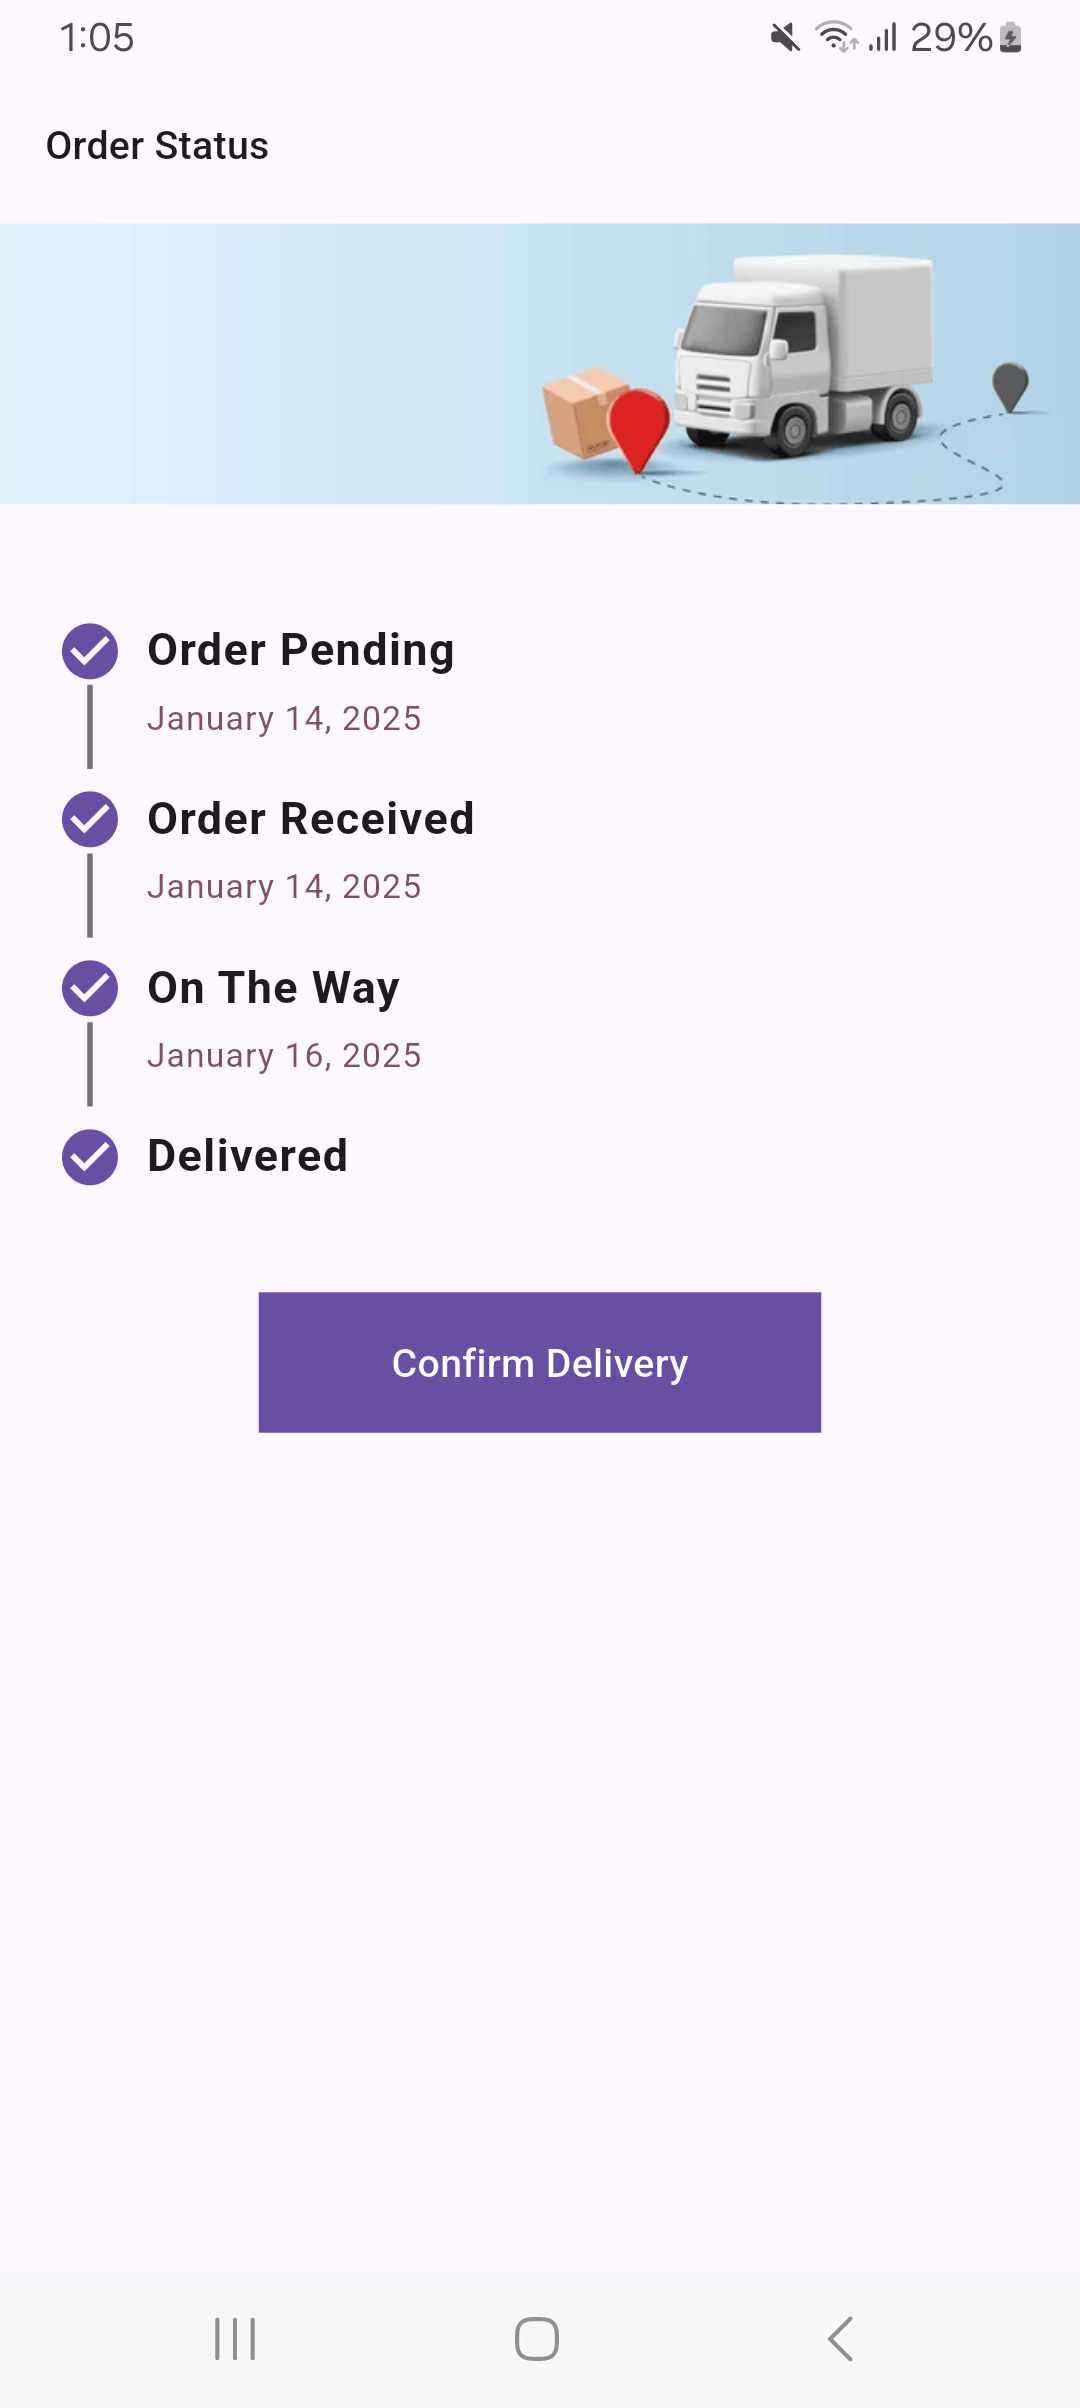 1:05
29%
Order Status
Order Pending
January 14, 2025
Order Received
January 14, 2025
On The Way
January 16, 2025
Delivered
Confirm Delivery